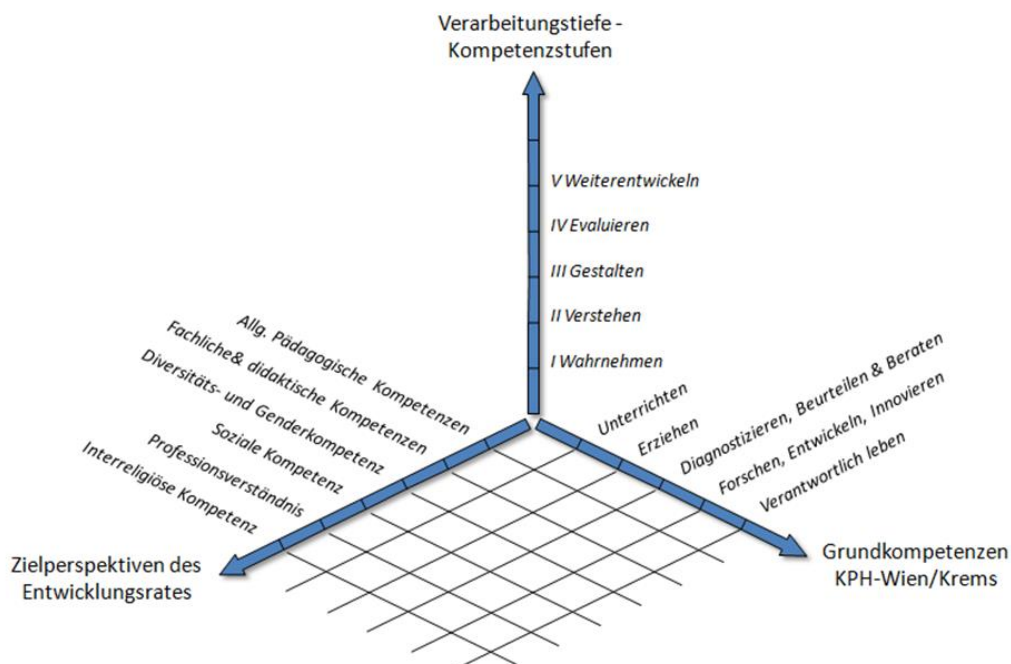 Verarbeitungstiefe -
Kompetenzstufen
V Weiterentwickeln
IV Evaluieren
III Gestalten
II Verstehen
I Wahrnehmen
Allg. Pädagogische Kompetenzen
Fachliche& didaktische Kompetenzen
Diversitäts- und Genderkompetenz
Soziale Kompetenz
Professionsverständnis
Interreligiöse Kompetenz
Zielperspektiven des
Entwicklungsrates
Unterrichten
Erziehen
Diagnostizieren, Beurteilen & Beraten
Forschen, Entwickeln, Innovieren
Verantwortlich leben
Grundkompetenzen
KPH-Wien/Krems